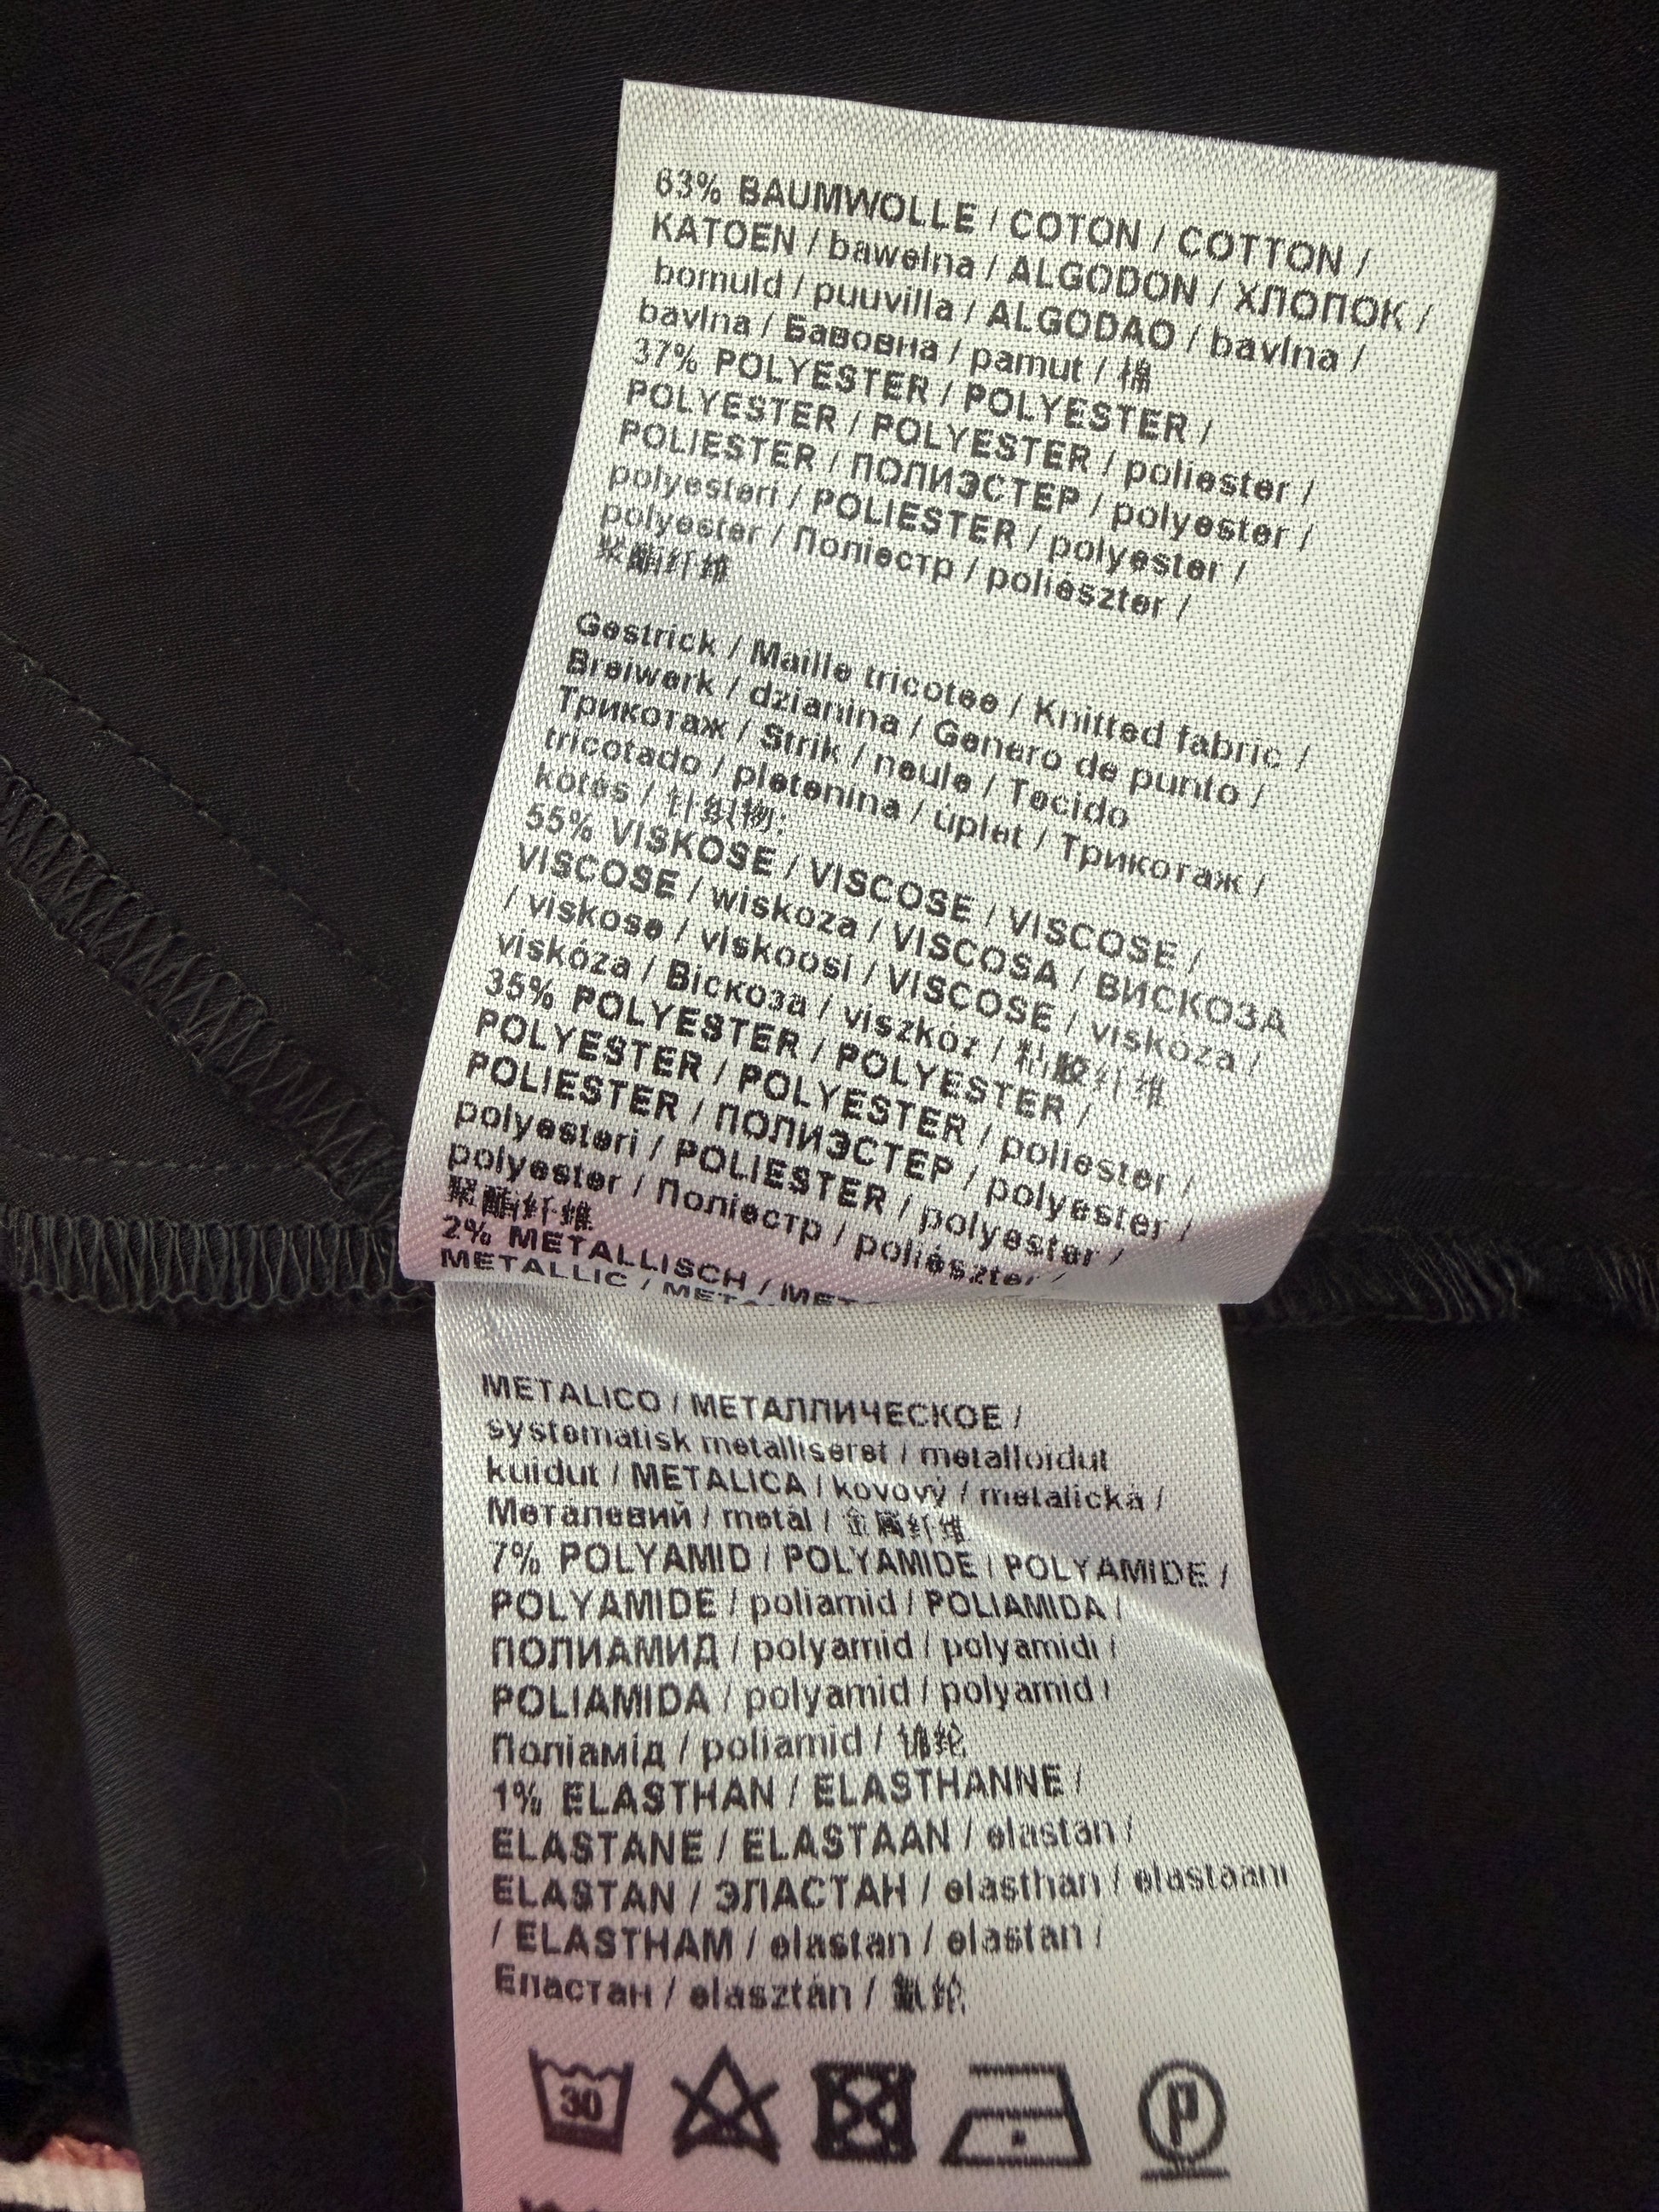 63% BAUMWOLLE / COTON / COTTON /
KATOEN / bawełna / ALGODON / ХЛОПОК /
bomuld / puuvilla / ALGODAO / bavlna /
bavlna / Бавовна / pamut / 棉
37% POLYESTER / POLYESTER /
POLYESTER / POLYESTER / poliester /
POLIESTER / ПОЛИЭСТЕР / polyester /
polyesteri / POLIESTER / polyester /
polyester / Поліестр / poliészter /
聚酯纤维
Gestrick / Maille tricotee / Knitted fabric /
Breiwerk / dzianina / Genero de punto /
Трикотаж / Strik / neule / Tecido
tricotado / pletenina / úplet / Трикотаж /
kötés / 针织物:
55% VISKOSE / VISCOSE / VISCOSE /
VISCOSE / wiskoza / VISCOSA / ВИСКОЗА
/ viskose / viskoosi / VISCOSE / viskóza /
viskóza / Віскоза / viszkóz / 粘胶纤维
35% POLYESTER / POLYESTER /
POLYESTER / POLYESTER / poliester /
POLIESTER / ПОЛИЭСТЕР / polyester /
polyesteri / POLIESTER / polyester /
polyester / Поліестр / poliészter /
聚酯纤维
2% METALLISCH /
METALLIC /
METALICO / МЕТАЛЛИЧЕСКОЕ /
systematisk metalliseret / metalloidut
kuidut / METALICA / kovový / metalická /
Металевий / metál / 金属纤维
7% POLYAMID / POLYAMIDE / POLYAMIDE /
POLYAMIDE / poliamid / POLIAMIDA /
ПОЛИАМИД / polyamid / polyamidi /
POLIAMIDA / polyamid / polyamid /
Поліамід / poliamid / 锦纶
1% ELASTHAN / ELASTHANNE /
ELASTANE / ELASTAAN / elastan /
ELASTAN / ЭЛАСТАН / elasthan / elastaani
/ ELASTHAM / elastan / elastan /
Еластан / elasztán / 氨纶
30 P